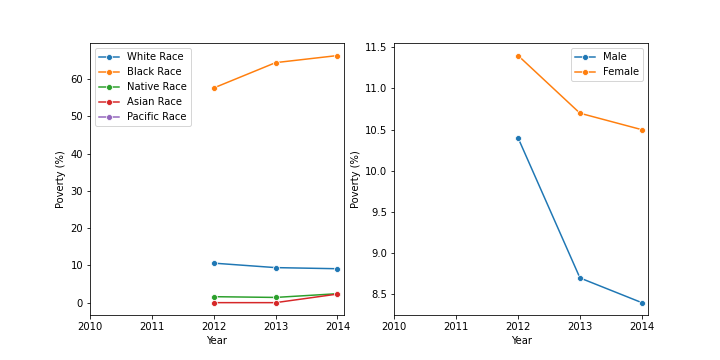 White Race
Black Race
Native Race
Asian Race
Pacific Race
Poverty (%)
60
50
40
30
20
10
0
2010 2011 2012 2013 2014
Year
Male
Female
Poverty (%)
11.5
11.0
10.5
10.0
9.5
9.0
8.5
2010 2011 2012 2013 2014
Year